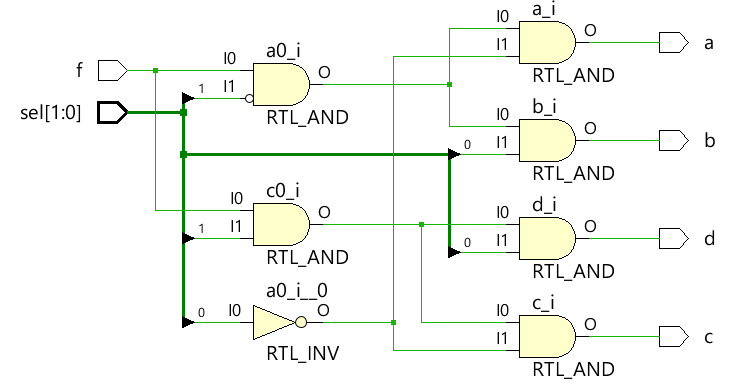 f
sel[1:0]
a0_i
I0
1
I1
O
RTL_AND
c0_i
I0
1
I1
O
RTL_AND
a0_i__0
0
I0
O
RTL_INV
a_i
I0
I1
O
RTL_AND
a
b_i
I0
0
I1
O
RTL_AND
b
d_i
I0
0
I1
O
RTL_AND
d
c_i
I0
I1
O
RTL_AND
c